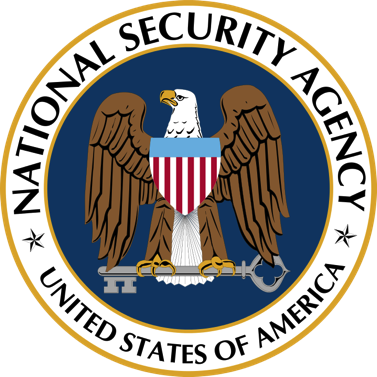 NATIONAL SECURITY AGENCY
UNITED STATES OF AMERICA